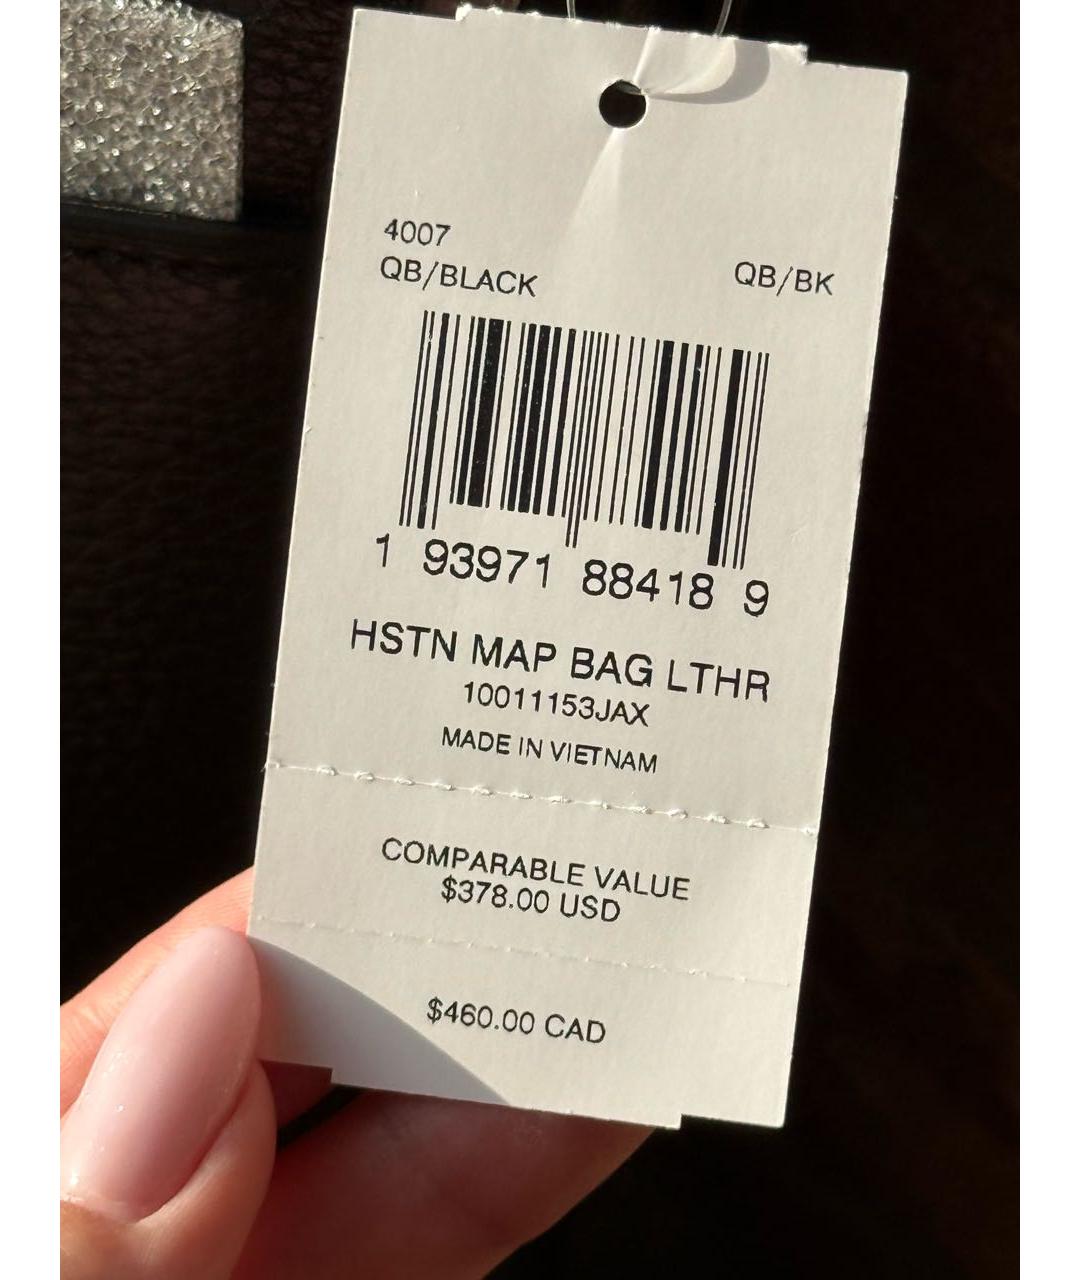 4007
QB/BLACK QB/BK
1 93971 88418 9
HSTN MAP BAG LTHR
10011153JAX
MADE IN VIETNAM
COMPARABLE VALUE
$378.00 USD
$460.00 CAD